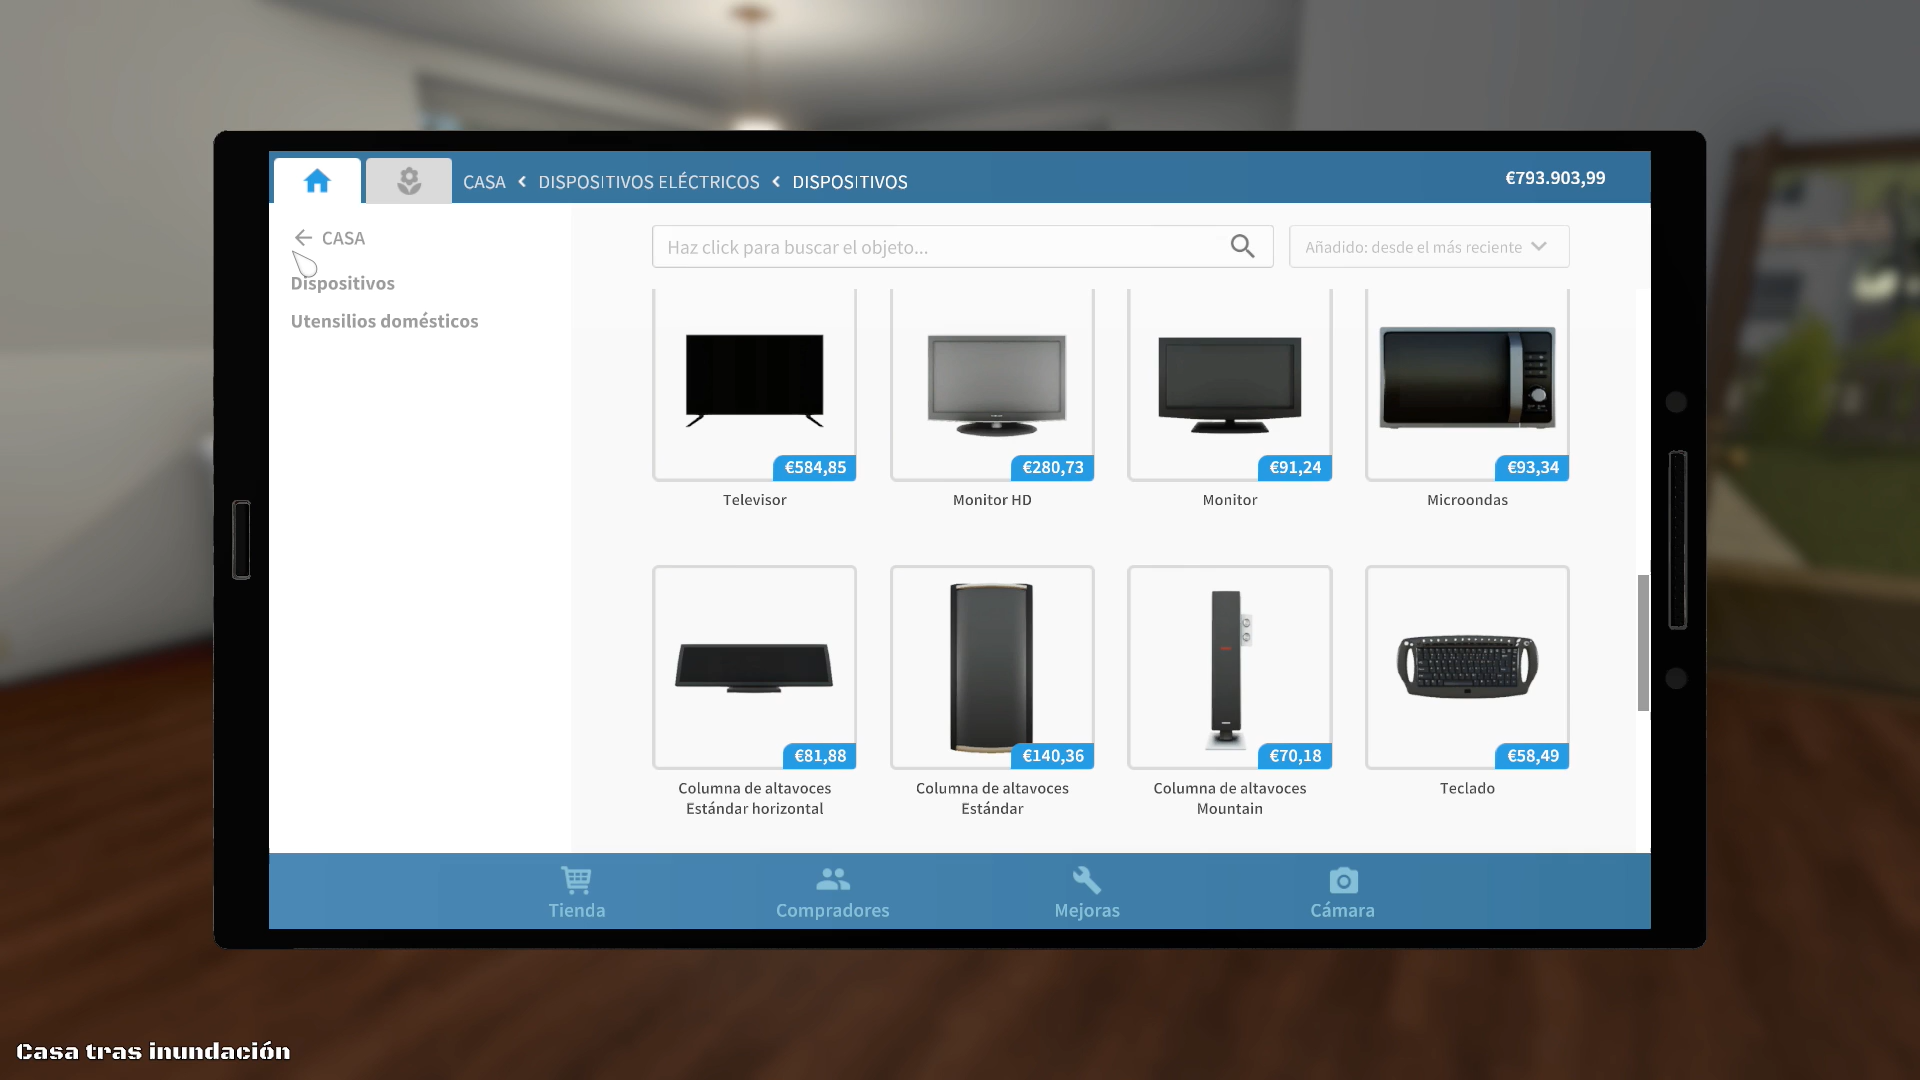 CASA
DISPOSITIVOS ELÉCTRICOS
DISPOSITIVOS
€793.903,99
CASA
Dispositivos
Utensilios domésticos
Haz click para buscar el objeto...
Añadido: desde el más reciente
€584,85
€280,73
€91,24
€93,34
Televisor
Monitor HD
Monitor
Microondas
€81,88
€140,36
€70,18
€58,49
Columna de altavoces
Estándar horizontal
Columna de altavoces
Estándar
Columna de altavoces
Mountain
Teclado
Tienda
Compradores
Mejoras
Cámara
Casa tras inundación